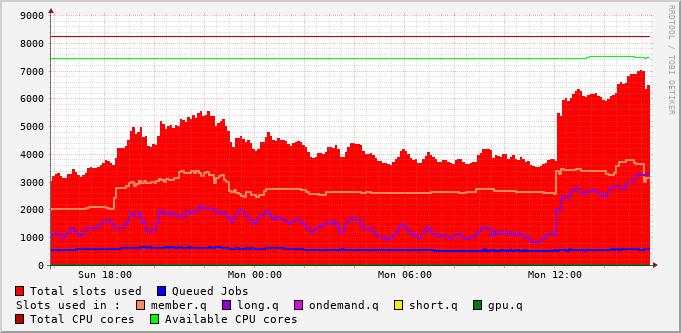 9000
8000
7000
6000
5000
4000
3000
2000
1000
0
Sun 18:00 Mon 00:00 Mon 06:00 Mon 12:00
Total slots used Queued Jobs
Slots used in : member.q long.q ondemand.q short.q gpu.q
Total CPU cores Available CPU cores
RRDTOOL / TOBI OETIKER